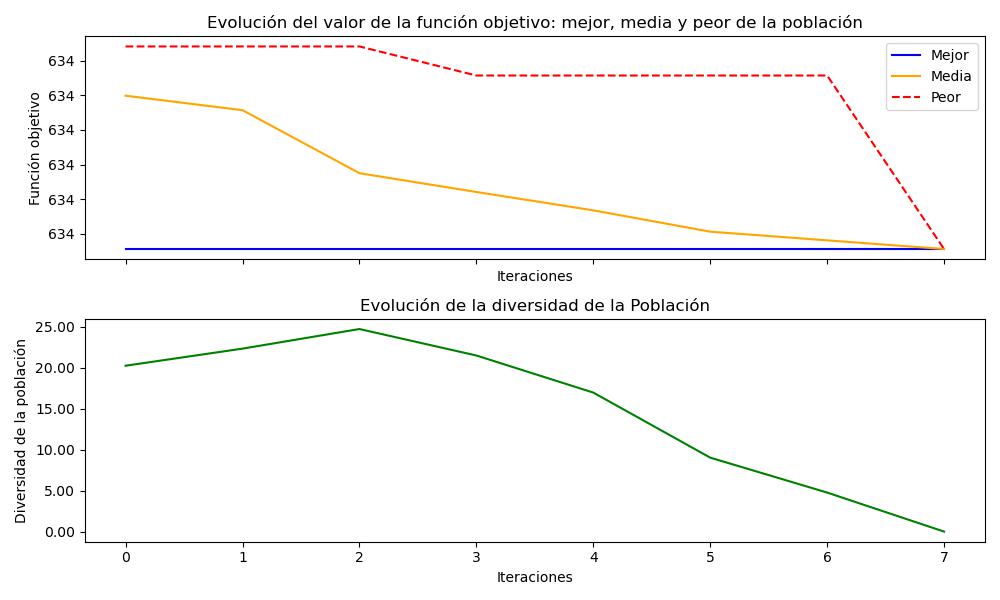 Evolución del valor de la función objetivo: mejor, media y peor de la población
Función objetivo
634
634
634
634
634
634
Mejor
Media
Peor
Iteraciones
Evolución de la diversidad de la Población
Diversidad de la población
25.00
20.00
15.00
10.00
5.00
0.00
0 1 2 3 4 5 6 7
Iteraciones